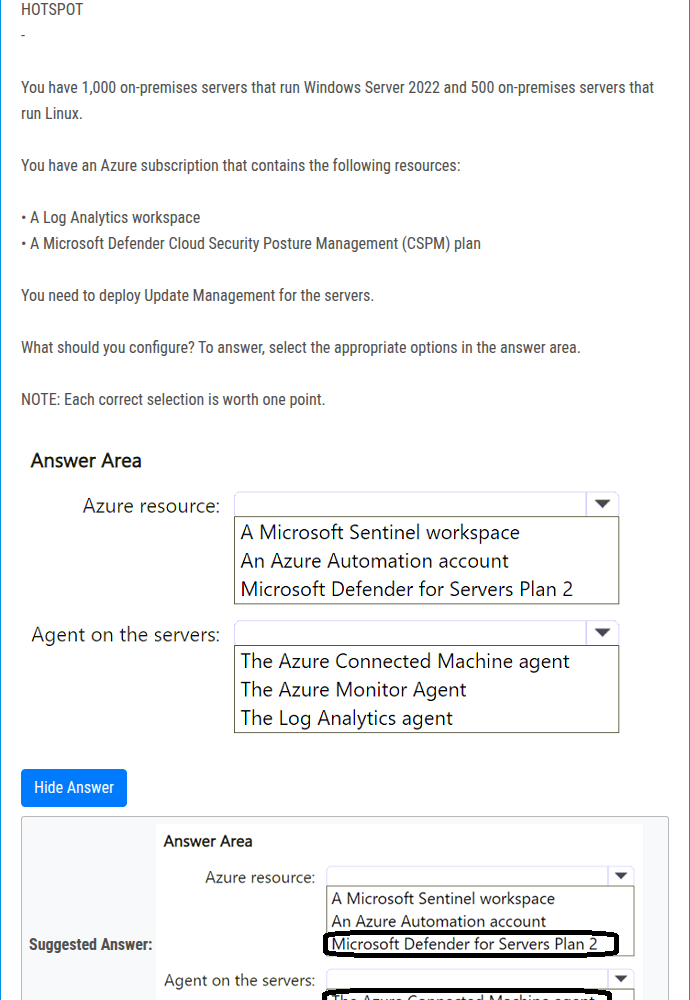 HOTSPOT
-
You have 1,000 on-premises servers that run Windows Server 2022 and 500 on-premises servers that
run Linux.
You have an Azure subscription that contains the following resources:
• A Log Analytics workspace
• A Microsoft Defender Cloud Security Posture Management (CSPM) plan
You need to deploy Update Management for the servers.
What should you configure? To answer, select the appropriate options in the answer area.
NOTE: Each correct selection is worth one point.
Answer Area
Azure resource:
A Microsoft Sentinel workspace
An Azure Automation account
Microsoft Defender for Servers Plan 2
Agent on the servers:
The Azure Connected Machine agent
The Azure Monitor Agent
The Log Analytics agent
Hide Answer
Suggested Answer:
Answer Area
Azure resource:
A Microsoft Sentinel workspace
An Azure Automation account
Microsoft Defender for Servers Plan 2
Agent on the servers:
The Azure Connected Machine agent